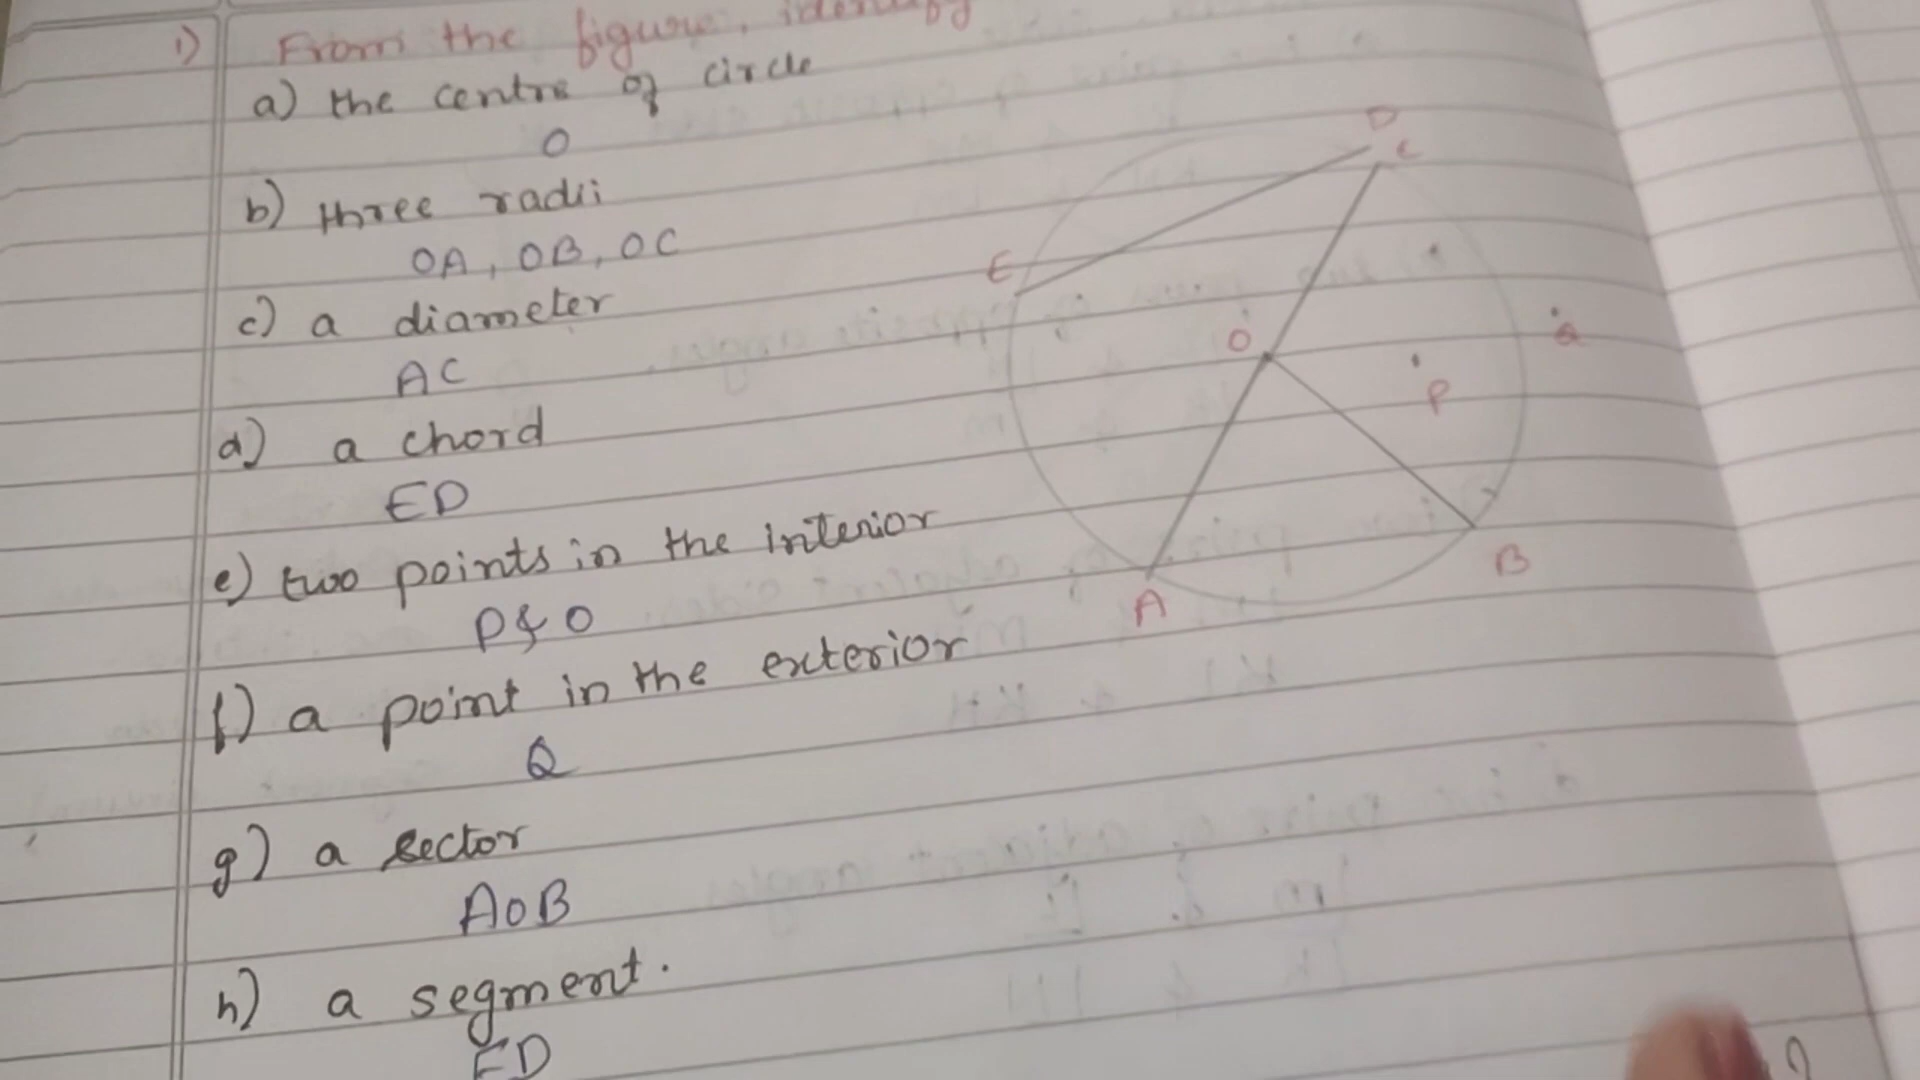 1) From the figure, identify
a) the centre of circle
O
b) three radii
OA, OB, OC
c) a diameter
AC
d) a chord
ED
e) two points in the interior
P & O
f) a point in the exterior
Q
g) a sector
AOB
h) a segment.
ED
D
C
E
O
Q
P
B
A